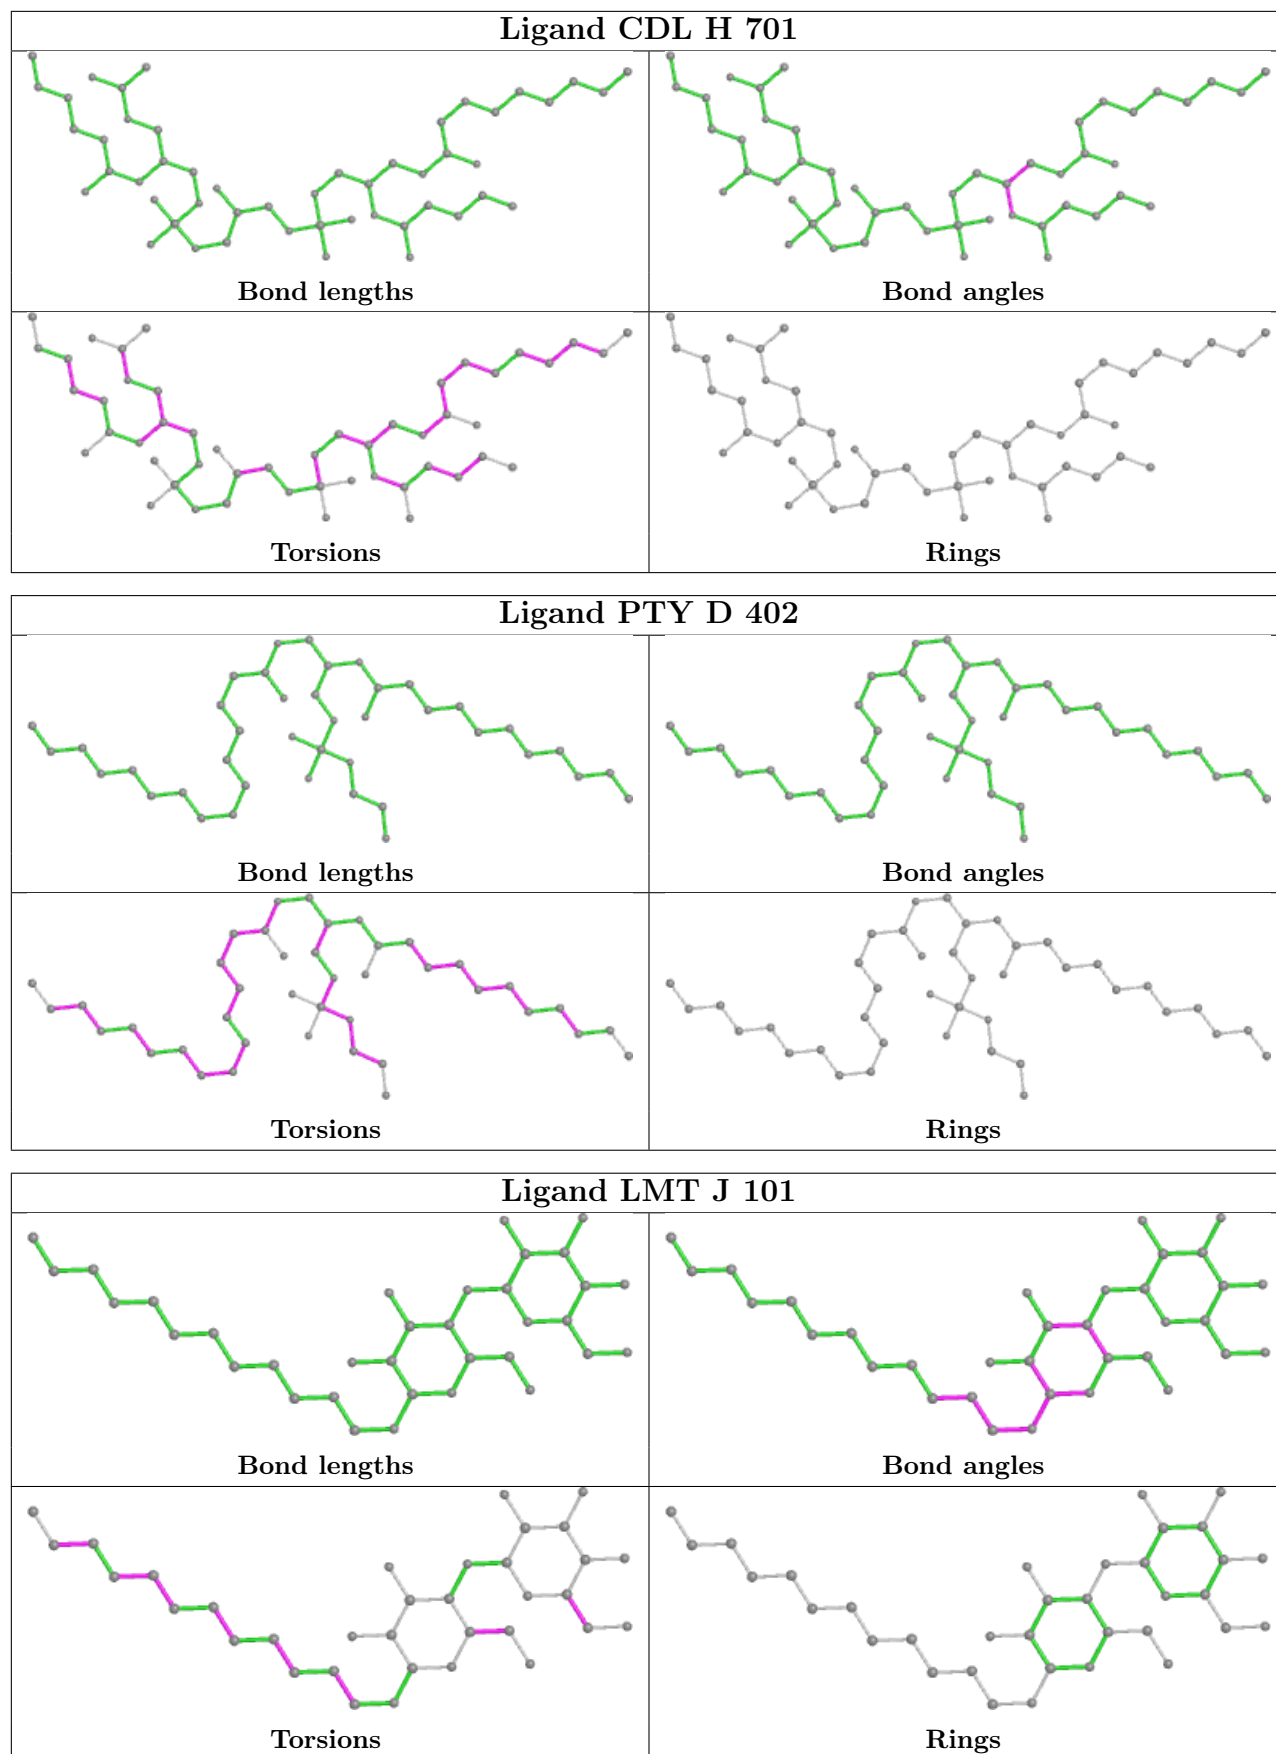 Ligand CDL H 701
Bond lengths
Bond angles
Torsions
Rings
Ligand PTY D 402
Bond lengths
Bond angles
Torsions
Rings
Ligand LMT J 101
Bond lengths
Bond angles
Torsions
Rings